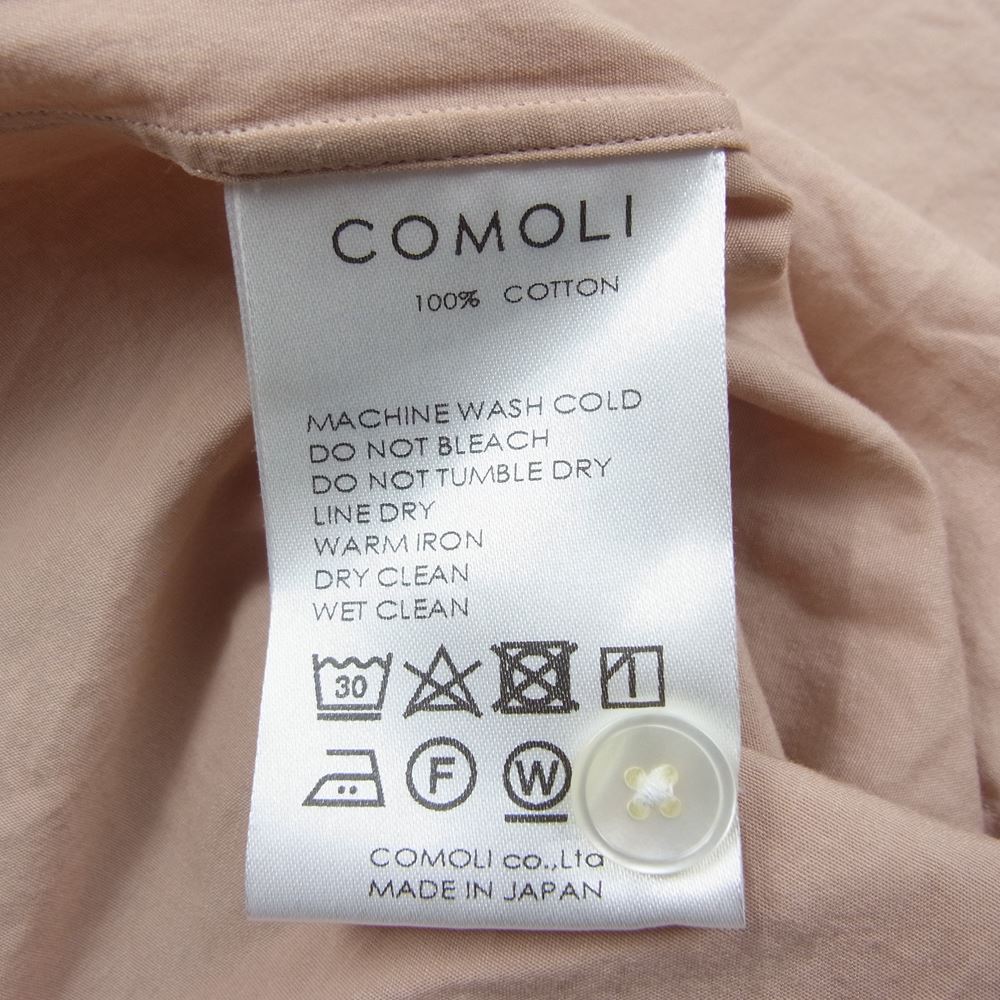 COMOLI
100% COTTON
MACHINE WASH COLD
DO NOT BLEACH
DO NOT TUMBLE DRY
LINE DRY
WARM IRON
DRY CLEAN
WET CLEAN
30
F W
COMOLI co.,Ltd
MADE IN JAPAN